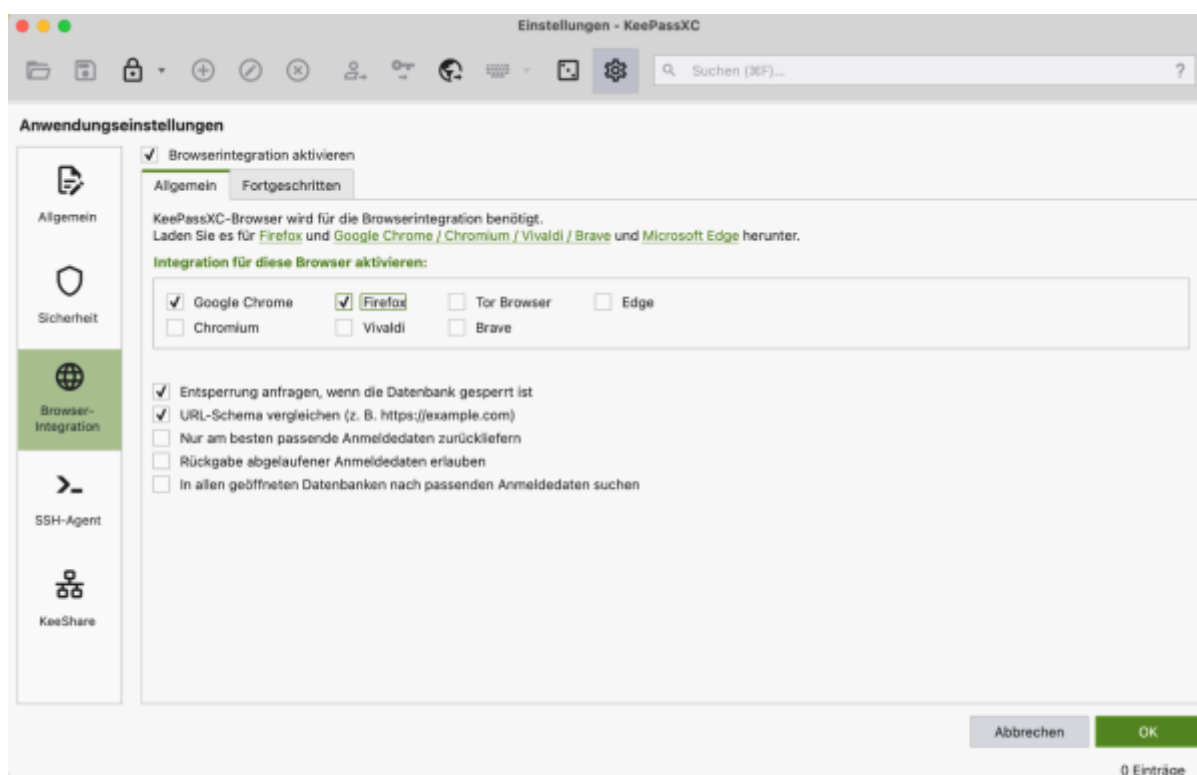 Einstellungen - KeePassXC
Suchen (⌘F)...
?
Anwendungseinstellungen
Allgemein
Sicherheit
Browser-
Integration
SSH-Agent
KeeShare
Browserintegration aktivieren
Allgemein Fortgeschritten
KeePassXC-Browser wird für die Browserintegration benötigt.
Laden Sie es für Firefox und Google Chrome / Chromium / Vivaldi / Brave und Microsoft Edge herunter.
Integration für diese Browser aktivieren:
Google Chrome Firefox Tor Browser Edge
Chromium Vivaldi Brave
Entsperrung anfragen, wenn die Datenbank gesperrt ist
URL-Schema vergleichen (z. B. https://example.com)
Nur am besten passende Anmeldedaten zurückliefern
Rückgabe abgelaufener Anmeldedaten erlauben
In allen geöffneten Datenbanken nach passenden Anmeldedaten suchen
Abbrechen OK
0 Einträge